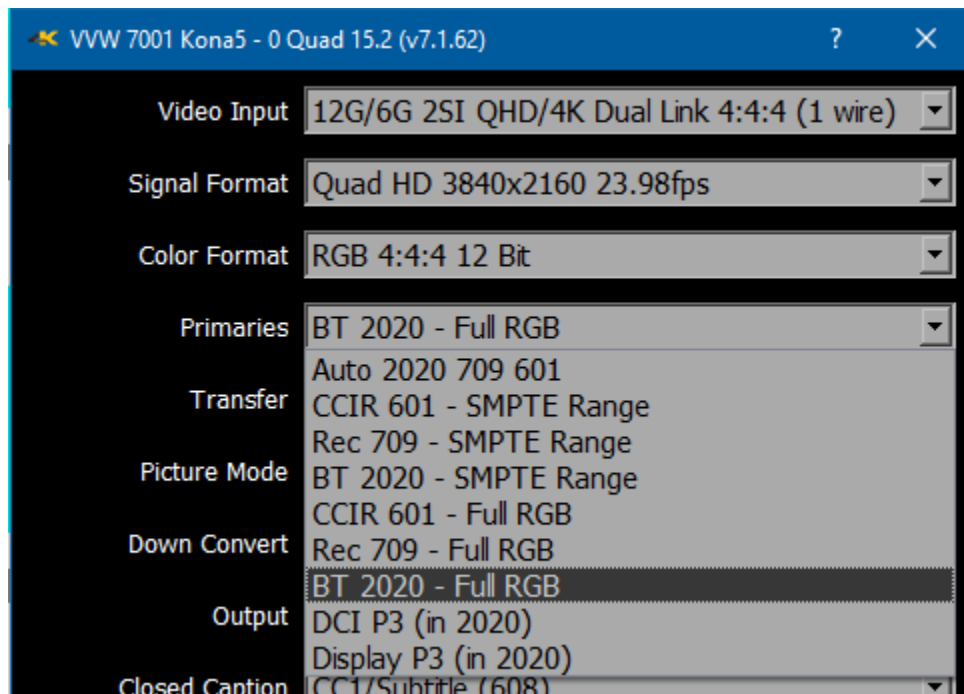 VVW 7001 Kona5 - 0 Quad 15.2 (v7.1.62) ? ×
Video Input 12G/6G 2SI QHD/4K Dual Link 4:4:4 (1 wire)
Signal Format Quad HD 3840x2160 23.98fps
Color Format RGB 4:4:4 12 Bit
Primaries BT 2020 - Full RGB
Auto 2020 709 601
Transfer
CCIR 601 - SMPTE Range
Rec 709 - SMPTE Range
Picture Mode
BT 2020 - SMPTE Range
CCIR 601 - Full RGB
Down Convert
Rec 709 - Full RGB
BT 2020 - Full RGB
Output
DCI P3 (in 2020)
Display P3 (in 2020)
Closed Caption CC1/Subtitle (608)